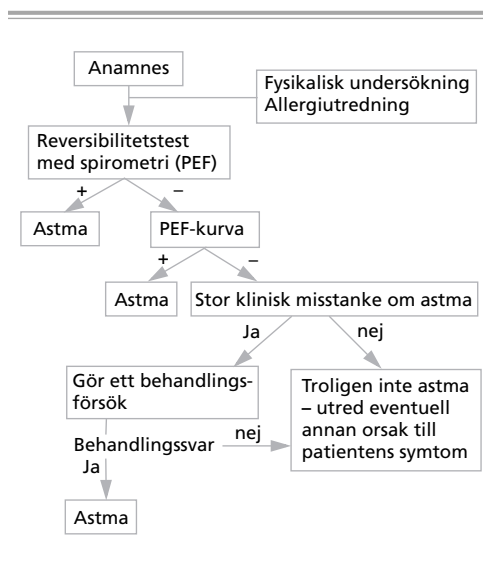 Anamnes
Fysikalisk undersökning
Allergiutredning
Reversibilitetstest
med spirometri (PEF)
+
–
Astma
PEF-kurva
+
–
Astma
Stor klinisk misstanke om astma
Ja
nej
Gör ett behandlings-
försök
Troligen inte astma
– utred eventuell
annan orsak till
patientens symtom
Behandlingssvar
nej
Ja
Astma